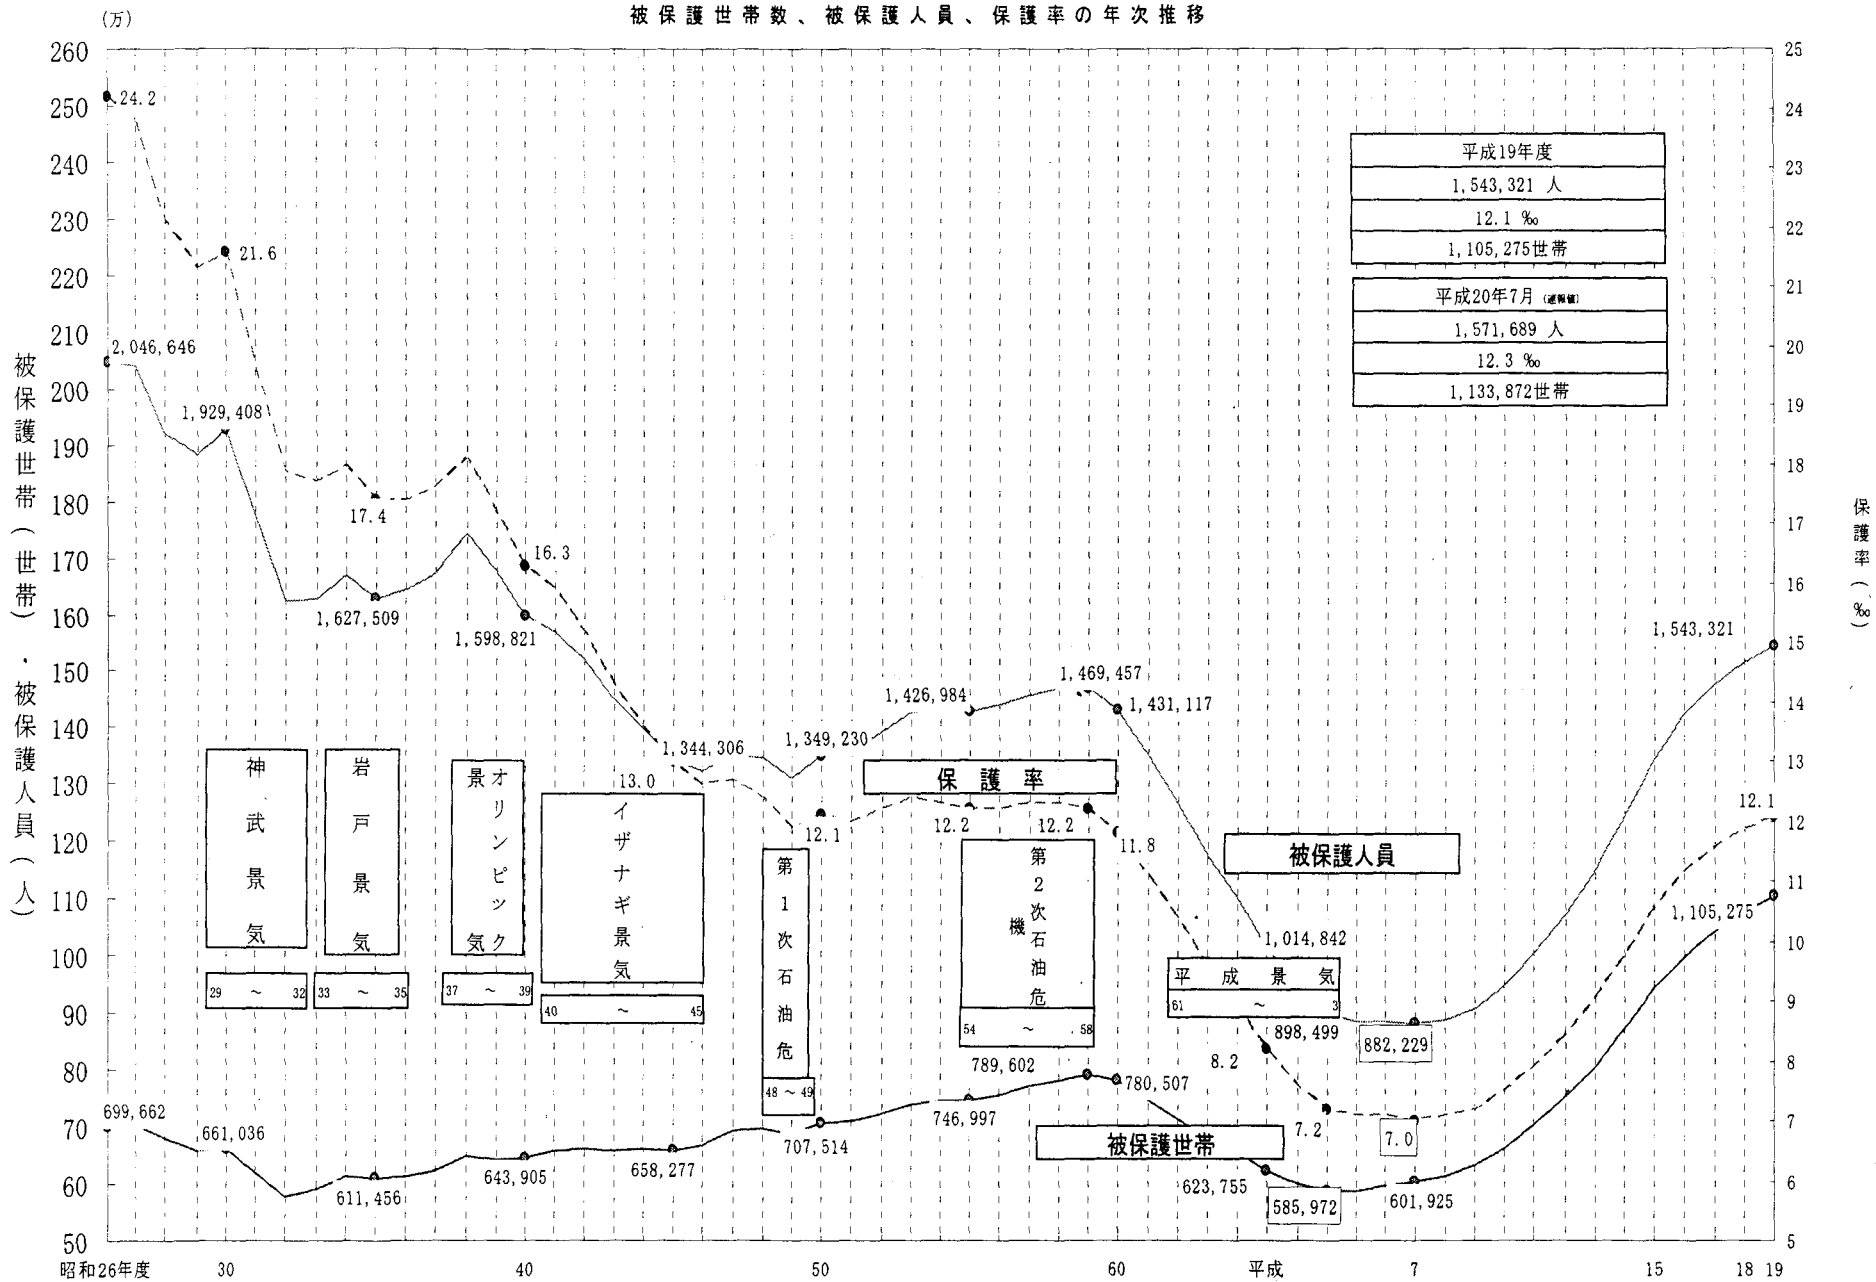 被保護世帯数、被保護人員、保護率の年次推移
(万)
260
250
240
230
220
210
200
190
180
170
160
150
140
130
120
110
100
90
80
70
60
50
被保護世帯(世帯)・被保護人員(人)
25
24
23
22
21
20
19
18
17
16
15
14
13
12
11
10
9
8
7
6
5
保護率(‰)
平成19年度
1,543,321 人
12.1 ‰
1,105,275世帯
平成20年7月 (速報値)
1,571,689 人
12.3 ‰
1,133,872世帯
24.2
21.6
17.4
16.3
13.0
12.1
12.2
12.2
11.8
8.2
7.2
7.0
12.1
2,046,646
1,929,408
1,627,509
1,598,821
1,344,306
1,349,230
1,426,984
1,469,457
1,431,117
1,014,842
898,499
882,229
1,543,321
699,662
661,036
611,456
643,905
658,277
707,514
746,997
789,602
780,507
623,755
585,972
601,925
1,105,275
保護率
被保護人員
被保護世帯
神武景気
29 ～ 32
岩戸景気
33 ～ 35
オリンピック
景気
37 ～ 39
イザナギ景気
40 ～ 45
第1次石油危
48 ～ 49
第2次石油危
機
54 ～ 58
平成景気
61 ～ 3
昭和26年度
30
40
50
60
平成
7
15
18
19